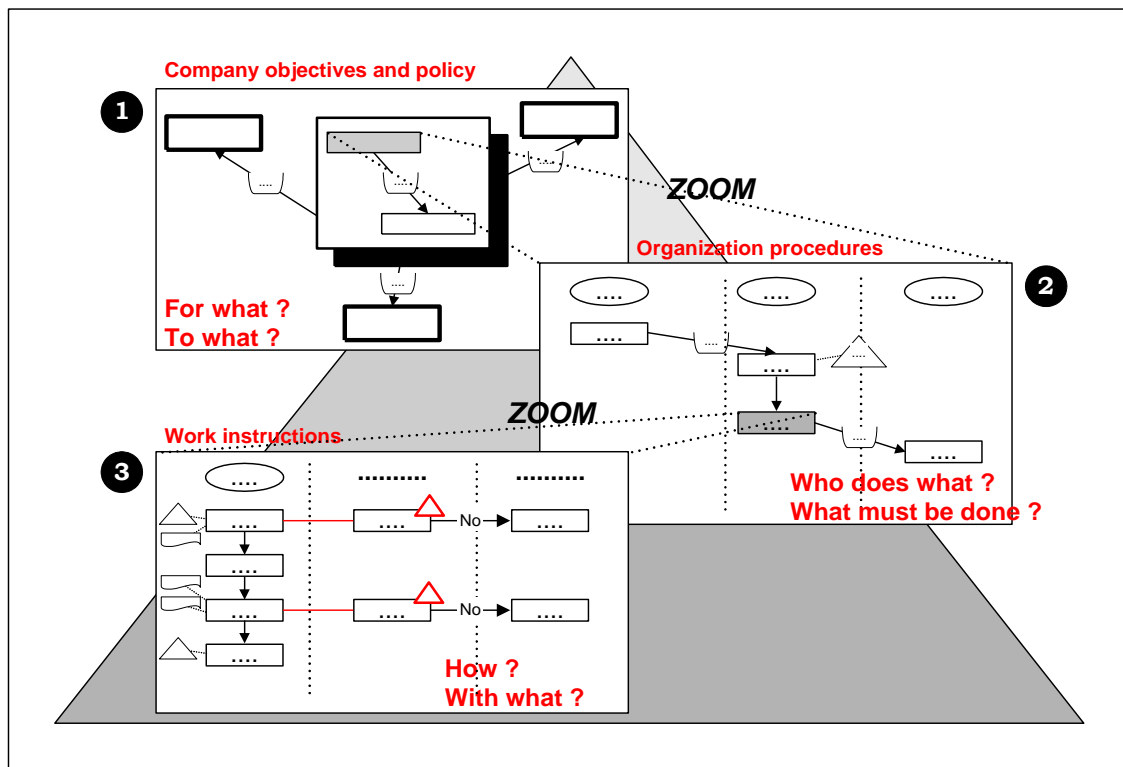 Company objectives and policy
1
....
....
....
....
ZOOM
For what ?
To what ?
Organization procedures
2
.... .... ....
....
....
....
....
....
....
....
ZOOM
Who does what ?
What must be done ?
Work instructions
3
.... .......... ..........
.... .... No ....
....
.... .... No ....
....
How ?
With what ?